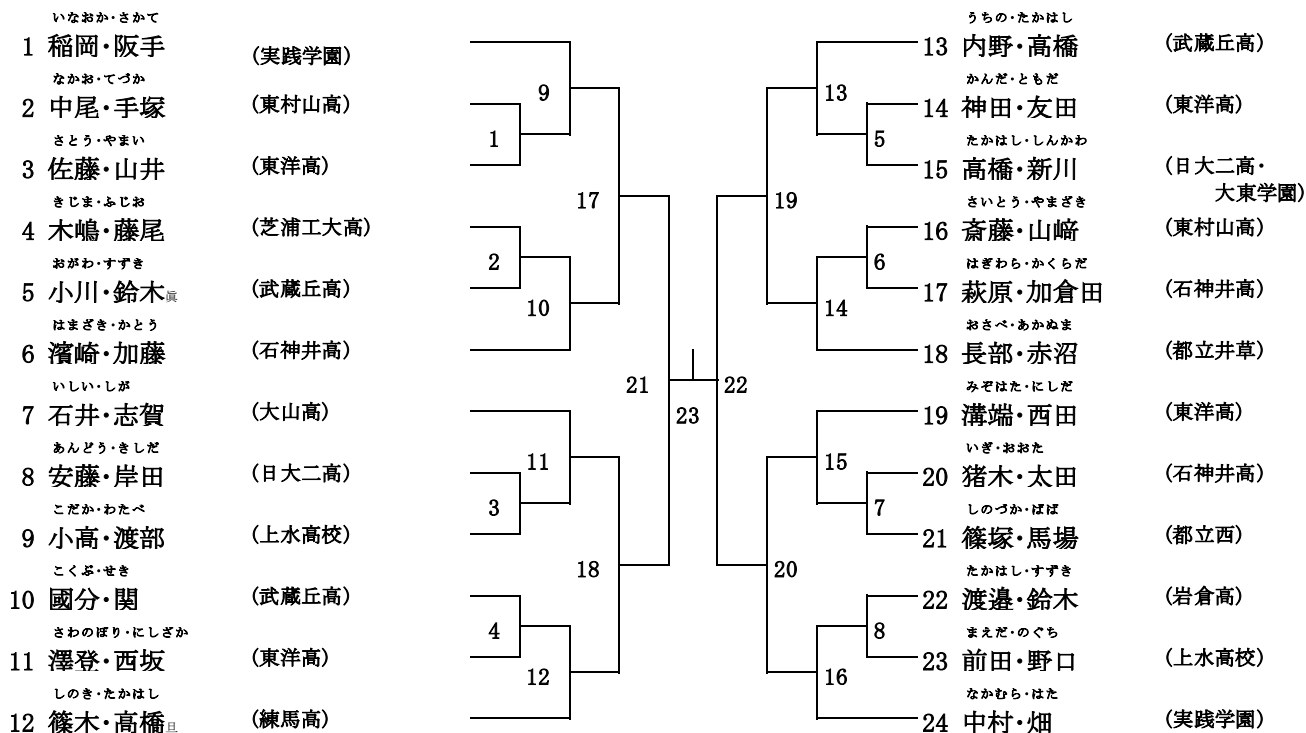 いなおか・さかて
1 稲岡・阪手 (実践学園)
なかお・てづか
2 中尾・手塚 (東村山高)
さとう・やまい
3 佐藤・山井 (東洋高)
きじま・ふじお
4 木嶋・藤尾 (芝浦工大高)
おがわ・すずき
5 小川・鈴木眞 (武蔵丘高)
はまざき・かとう
6 濱崎・加藤 (石神井高)
いしい・しが
7 石井・志賀 (大山高)
あんどう・きしだ
8 安藤・岸田 (日大二高)
こだか・わたべ
9 小高・渡部 (上水高校)
こくぶ・せき
10 國分・関 (武蔵丘高)
さわのぼり・にしざか
11 澤登・西坂 (東洋高)
しのき・たかはし
12 篠木・高橋旦 (練馬高)
9
1
17
2
10
21
11
3
18
4
12
23
22
13
5
19
6
14
15
7
20
8
16
うちの・たかはし
13 内野・高橋 (武蔵丘高)
かんだ・ともだ
14 神田・友田 (東洋高)
たかはし・しんかわ
15 高橋・新川 (日大二高・
大東学園)
さいとう・やまざき
16 斎藤・山﨑 (東村山高)
はぎわら・かくらだ
17 萩原・加倉田 (石神井高)
おさべ・あかぬま
18 長部・赤沼 (都立井草)
みぞはた・にしだ
19 溝端・西田 (東洋高)
いぎ・おおた
20 猪木・太田 (石神井高)
しのづか・ばば
21 篠塚・馬場 (都立西)
たかはし・すずき
22 渡邉・鈴木 (岩倉高)
まえだ・のぐち
23 前田・野口 (上水高校)
なかむら・はた
24 中村・畑 (実践学園)